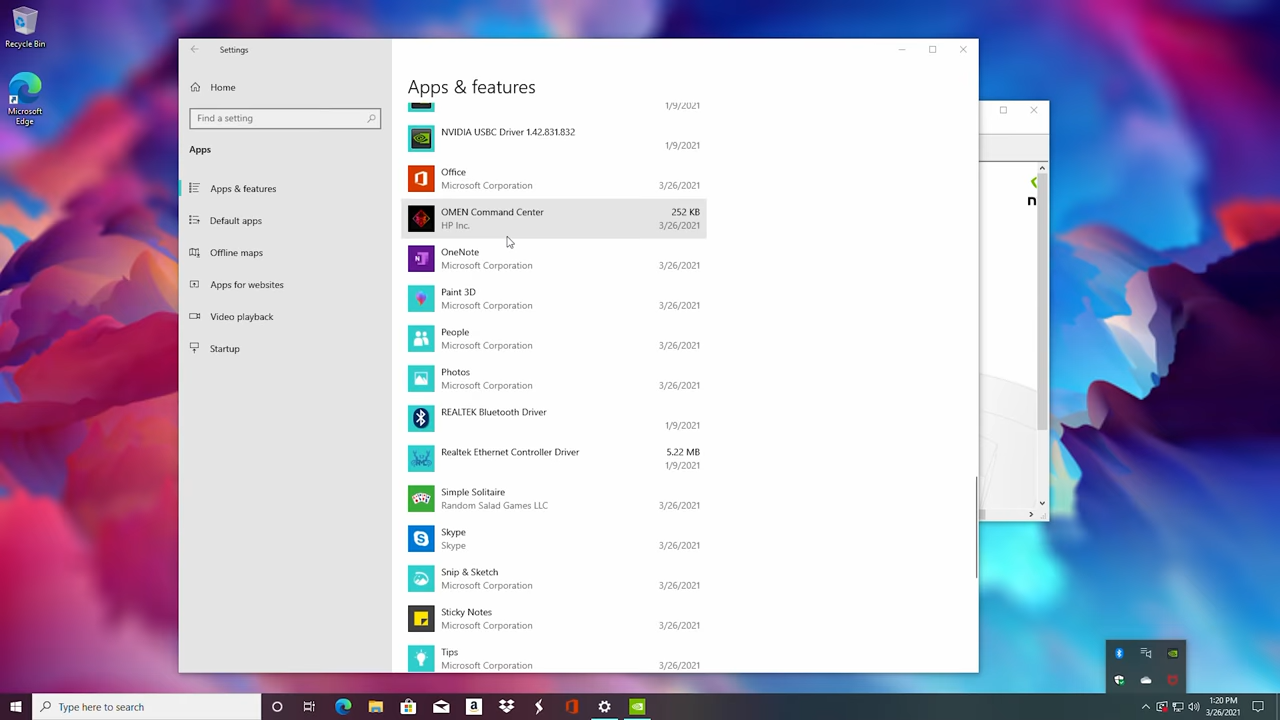 Recycle Bin
Microsoft
Edge
Settings
Home
Find a setting
Apps
Apps & features
Default apps
Offline maps
Apps for websites
Video playback
Startup
Apps & features
1/9/2021
NVIDIA USBC Driver 1.42.831.832
1/9/2021
Office
Microsoft Corporation 3/26/2021
OMEN Command Center 252 KB
HP Inc. 3/26/2021
OneNote
Microsoft Corporation 3/26/2021
Paint 3D
Microsoft Corporation 3/26/2021
People
Microsoft Corporation 3/26/2021
Photos
Microsoft Corporation 3/26/2021
REALTEK Bluetooth Driver
1/9/2021
Realtek Ethernet Controller Driver 5.22 MB
1/9/2021
Simple Solitaire
Random Salad Games LLC 3/26/2021
Skype
Skype 3/26/2021
Snip & Sketch
Microsoft Corporation 3/26/2021
Sticky Notes
Microsoft Corporation 3/26/2021
Tips
Microsoft Corporation 3/26/2021
n
Type here to search
1:20 PM
3/26/2021